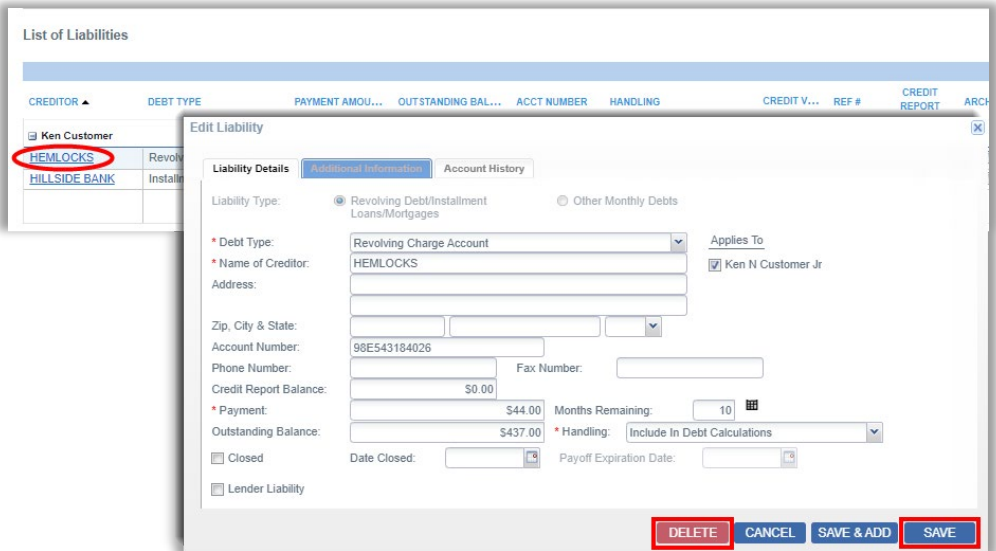 List of Liabilities
CREDITOR DEBT TYPE PAYMENT AMOU... OUTSTANDING BAL... ACCT NUMBER HANDLING CREDIT V... REF # CREDIT REPORT
Ken Customer
HEMLOCKS
HILLSIDE BANK
Edit Liability
Liability Details Additional Information Account History
Liability Type: Revolving Debt/Installment Loans/Mortgages Other Monthly Debts
* Debt Type: Revolving Charge Account Applies To
* Name of Creditor: HEMLOCKS Ken N Customer Jr
Address:
Zip, City & State:
Account Number: 98E543184026
Phone Number: Fax Number:
Credit Report Balance: $0.00
* Payment: $44.00 Months Remaining: 10
Outstanding Balance: $437.00 * Handling: Include In Debt Calculations
Closed Date Closed: Payoff Expiration Date:
Lender Liability
DELETE CANCEL SAVE & ADD SAVE